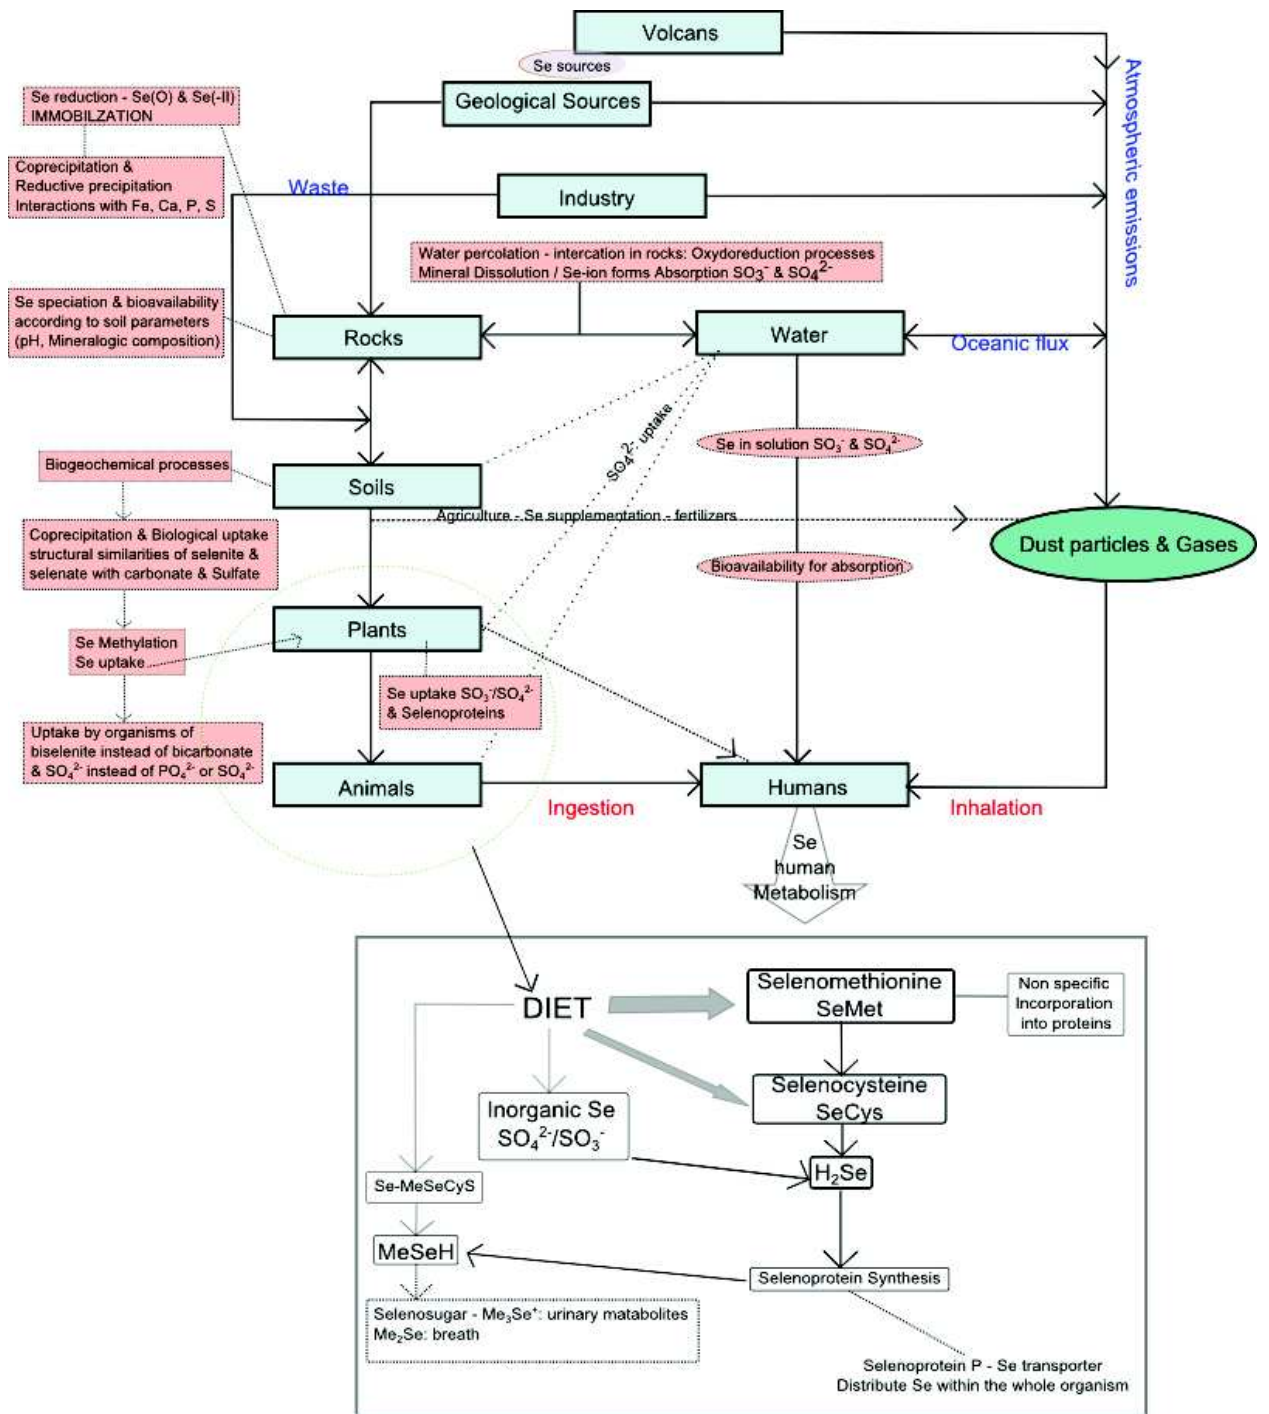 Volcans
Se sources
Geological Sources
Atmospheric emissions
Se reduction - Se(O) & Se(-II)
IMMOBILZATION
Coprecipitation &
Reductive precipitation
Interactions with Fe, Ca, P, S
Waste
Industry
Water percolation - intercation in rocks: Oxydoreduction processes
Mineral Dissolution / Se-ion forms Absorption SO₃⁻ & SO₄²⁻
Se speciation & bioavailability
according to soil parameters
(pH, Mineralogic composition)
Rocks
Water
Oceanic flux
SO₄²⁻ uptake
Se in solution SO₃⁻ & SO₄²⁻
Biogeochemical processes
Soils
Agriculture - Se supplementation - fertilizers
Dust particles & Gases
Coprecipitation & Biological uptake
structural similarities of selenite &
selenate with carbonate & Sulfate
Bioavailability for absorption
Plants
Se Methylation
Se uptake
Se uptake SO₃⁻/SO₄²⁻
& Selenoproteins
Uptake by organisms of
biselenite instead of bicarbonate
& SO₄²⁻ instead of PO₄²⁻ or SO₄²⁻
Animals
Ingestion
Humans
Inhalation
Se
human
Metabolism
DIET
Selenomethionine
SeMet
Non specific
Incorporation
into proteins
Selenocysteine
SeCys
Inorganic Se
SO₄²⁻/SO₃⁻
H₂Se
Se-MeSeCyS
MeSeH
Selenoprotein Synthesis
Selenosugar - Me₃Se⁺: urinary matabolites
Me₂Se: breath
Selenoprotein P - Se transporter
Distribute Se within the whole organism